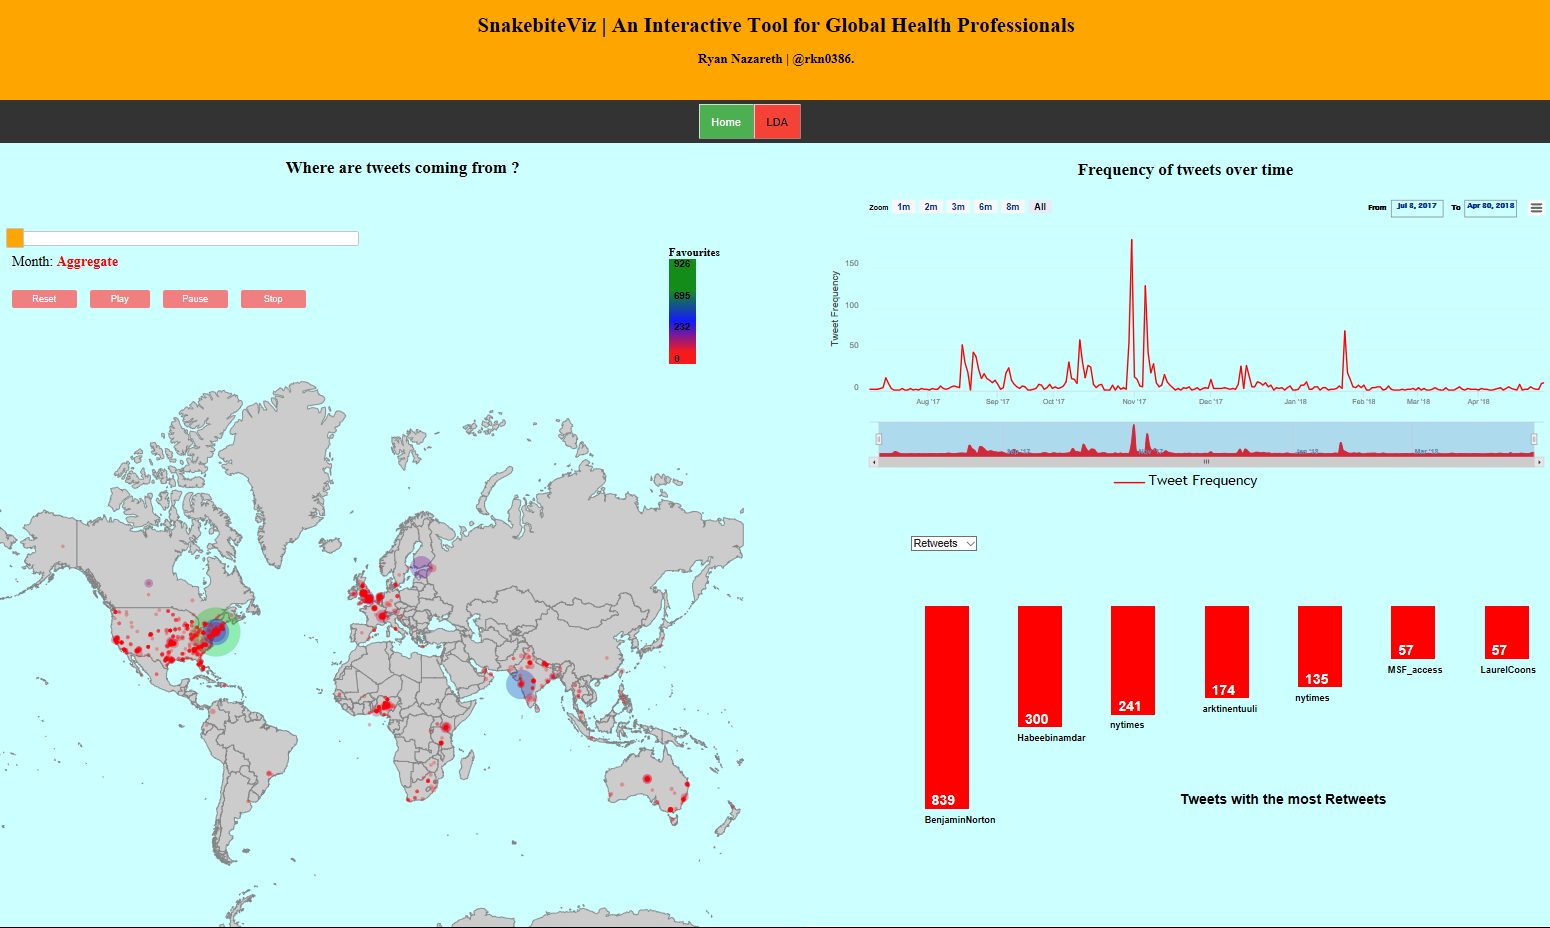 SnakebiteViz | An Interactive Tool for Global Health Professionals
Ryan Nazareth | @rkn0386.
Home LDA
Where are tweets coming from ?
Month: Aggregate
Reset Play Pause Stop
Favourites
926
695
232
0
Frequency of tweets over time
Zoom 1m 2m 3m 6m 8m All
From Jul 8, 2017 To Apr 30, 2018
Tweet Frequency
150
100
50
0
Aug '17 Sep '17 Oct '17 Nov '17 Dec '17 Jan '18 Feb '18 Mar '18 Apr '18
Jan '18 Mar '18
Tweet Frequency
Retweets
839
BenjaminNorton
300
Habeebinamdar
241
nytimes
174
arktinentuuli
135
nytimes
57
MSF_access
57
LaurelCoons
Tweets with the most Retweets